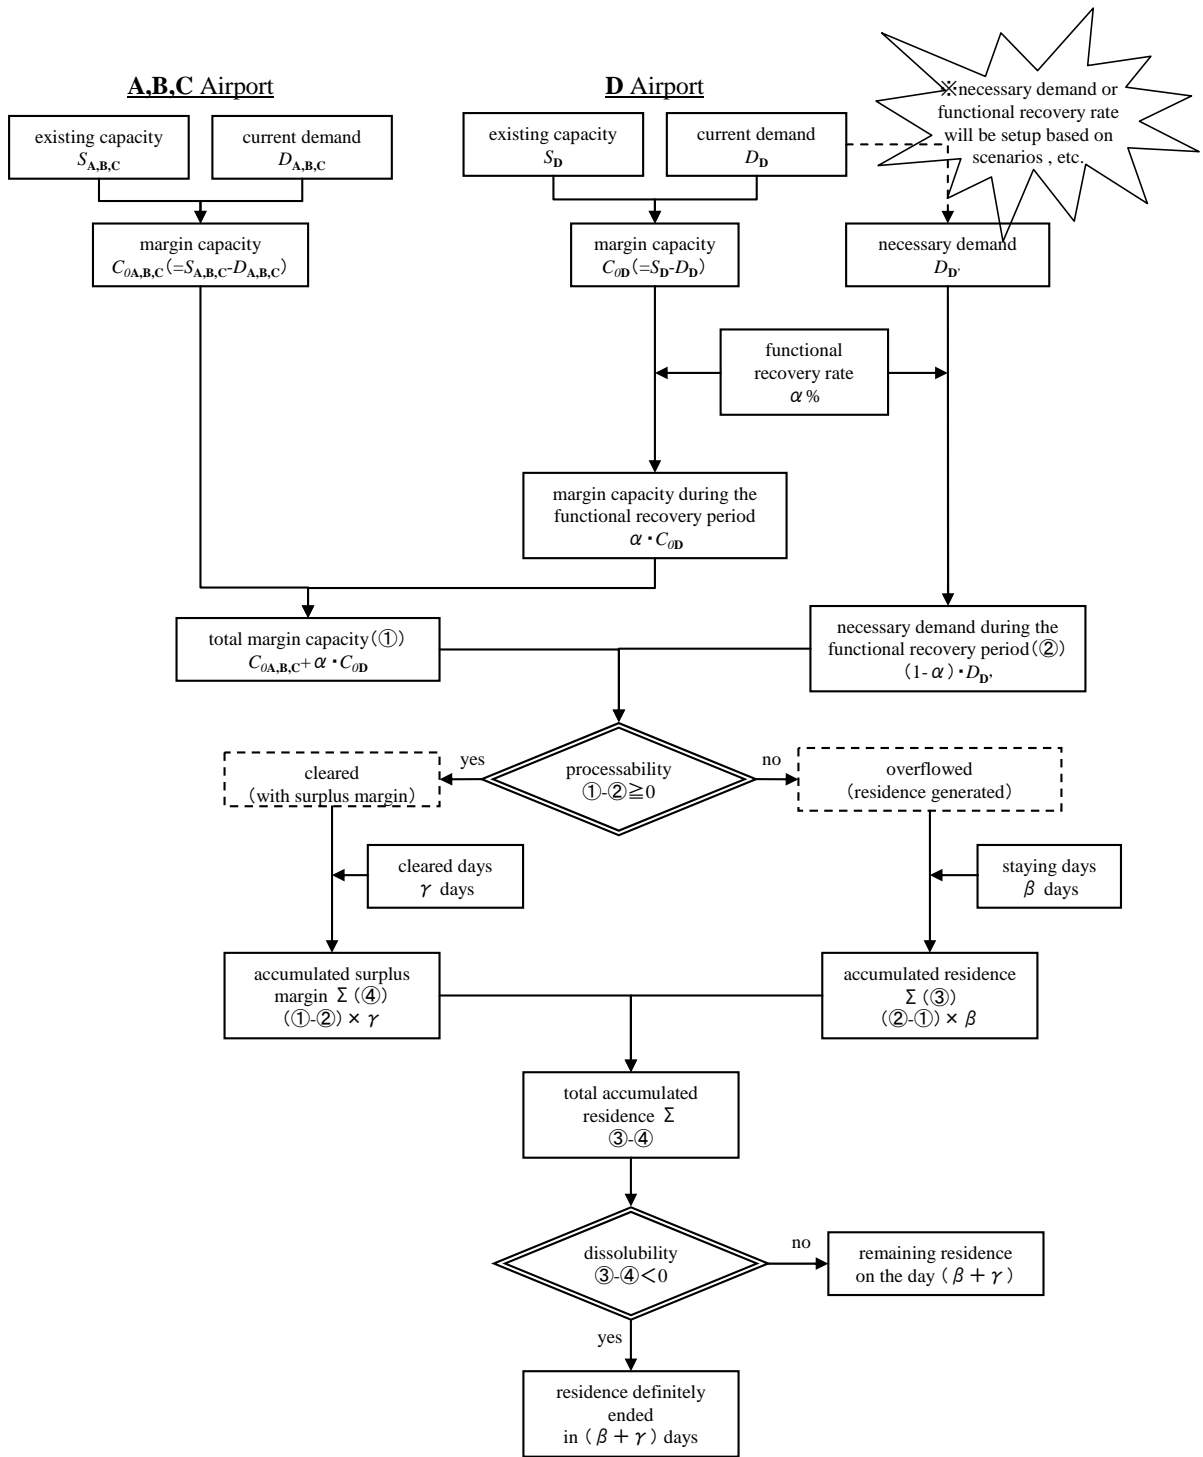 A,B,C Airport
D Airport
※necessary demand or
functional recovery rate
will be setup based on
scenarios , etc.
existing capacity
S A,B,C
current demand
D A,B,C
existing capacity
S D
current demand
D D
margin capacity
C0A,B,C(=SA,B,C-DA,B,C)
margin capacity
C0D(=SD-DD)
necessary demand
DD'
functional
recovery rate
α%
margin capacity during the
functional recovery period
α・C0D
total margin capacity(①)
C0A,B,C+α・C0D
necessary demand during the
functional recovery period(②)
(1-α)・DD'
yes
processability
①-②≧0
no
cleared
(with surplus margin)
overflowed
(residence generated)
cleared days
γ days
staying days
β days
accumulated surplus
margin Σ(④)
(①-②)×γ
accumulated residence
Σ(③)
(②-①)×β
total accumulated
residence Σ
③-④
dissolubility
③-④<0
no
remaining residence
on the day (β+γ)
yes
residence definitely
ended
in (β+γ) days